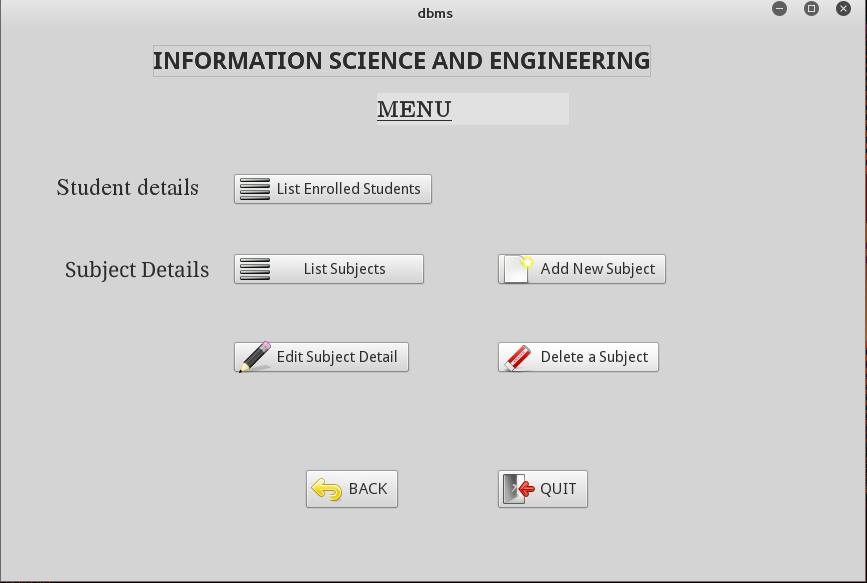 dbms
INFORMATION SCIENCE AND ENGINEERING
MENU
Student details List Enrolled Students
Subject Details List Subjects Add New Subject
Edit Subject Detail Delete a Subject
BACK QUIT